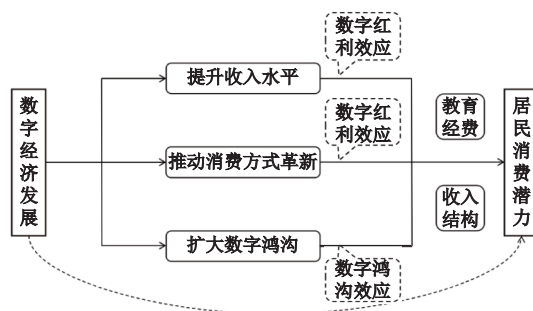 数字红
利效应
提升收入水平
数字经济发展
数字红
利效应
推动消费方式革新
教育
经费
居民消费潜力
收入
结构
扩大数字鸿沟
数字鸿
沟效应